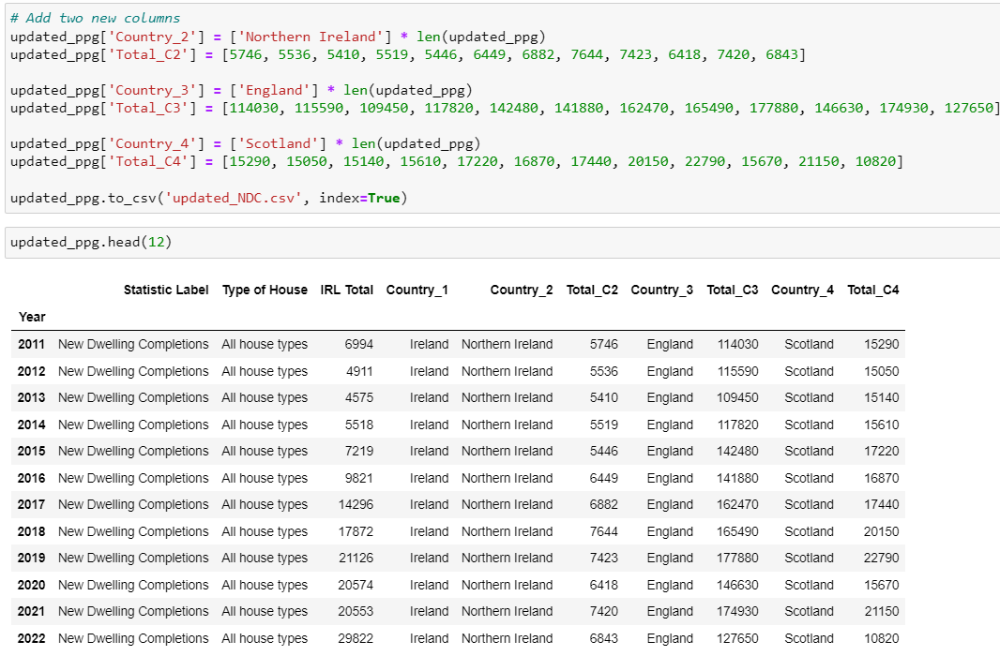 # Add two new columns
updated_ppg['Country_2'] = ['Northern Ireland'] * len(updated_ppg)
updated_ppg['Total_C2'] = [5746, 5536, 5410, 5519, 5446, 6449, 6882, 7644, 7423, 6418, 7420, 6843]
updated_ppg['Country_3'] = ['England'] * len(updated_ppg)
updated_ppg['Total_C3'] = [114030, 115590, 109450, 117820, 142480, 141880, 162470, 165490, 177880, 146630, 174930, 127650]
updated_ppg['Country_4'] = ['Scotland'] * len(updated_ppg)
updated_ppg['Total_C4'] = [15290, 15050, 15140, 15610, 17220, 16870, 17440, 20150, 22790, 15670, 21150, 10820]
updated_ppg.to_csv('updated_NDC.csv', index=True)
updated_ppg.head(12)
Statistic Label Type of House IRL Total Country_1 Country_2 Total_C2 Country_3 Total_C3 Country_4 Total_C4
Year
2011 New Dwelling Completions All house types 6994 Ireland Northern Ireland 5746 England 114030 Scotland 15290
2012 New Dwelling Completions All house types 4911 Ireland Northern Ireland 5536 England 115590 Scotland 15050
2013 New Dwelling Completions All house types 4575 Ireland Northern Ireland 5410 England 109450 Scotland 15140
2014 New Dwelling Completions All house types 5518 Ireland Northern Ireland 5519 England 117820 Scotland 15610
2015 New Dwelling Completions All house types 7219 Ireland Northern Ireland 5446 England 142480 Scotland 17220
2016 New Dwelling Completions All house types 9821 Ireland Northern Ireland 6449 England 141880 Scotland 16870
2017 New Dwelling Completions All house types 14296 Ireland Northern Ireland 6882 England 162470 Scotland 17440
2018 New Dwelling Completions All house types 17872 Ireland Northern Ireland 7644 England 165490 Scotland 20150
2019 New Dwelling Completions All house types 21126 Ireland Northern Ireland 7423 England 177880 Scotland 22790
2020 New Dwelling Completions All house types 20574 Ireland Northern Ireland 6418 England 146630 Scotland 15670
2021 New Dwelling Completions All house types 20553 Ireland Northern Ireland 7420 England 174930 Scotland 21150
2022 New Dwelling Completions All house types 29822 Ireland Northern Ireland 6843 England 127650 Scotland 10820